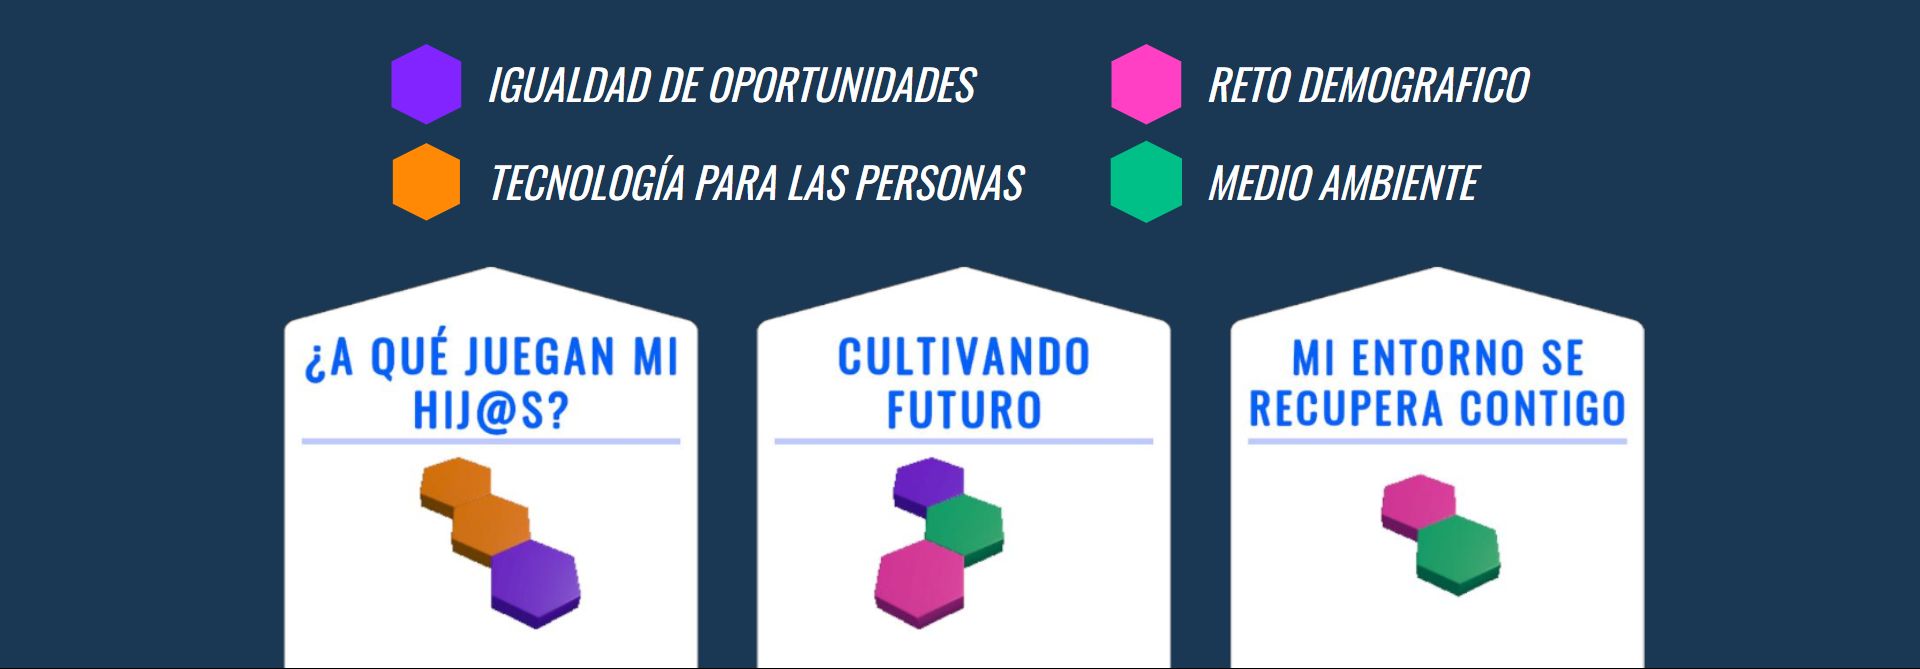 IGUALDAD DE OPORTUNIDADES
RETO DEMOGRAFICO
TECNOLOGÍA PARA LAS PERSONAS
MEDIO AMBIENTE
¿A QUÉ JUEGAN MI
HIJ@S?
CULTIVANDO
FUTURO
MI ENTORNO SE
RECUPERA CONTIGO